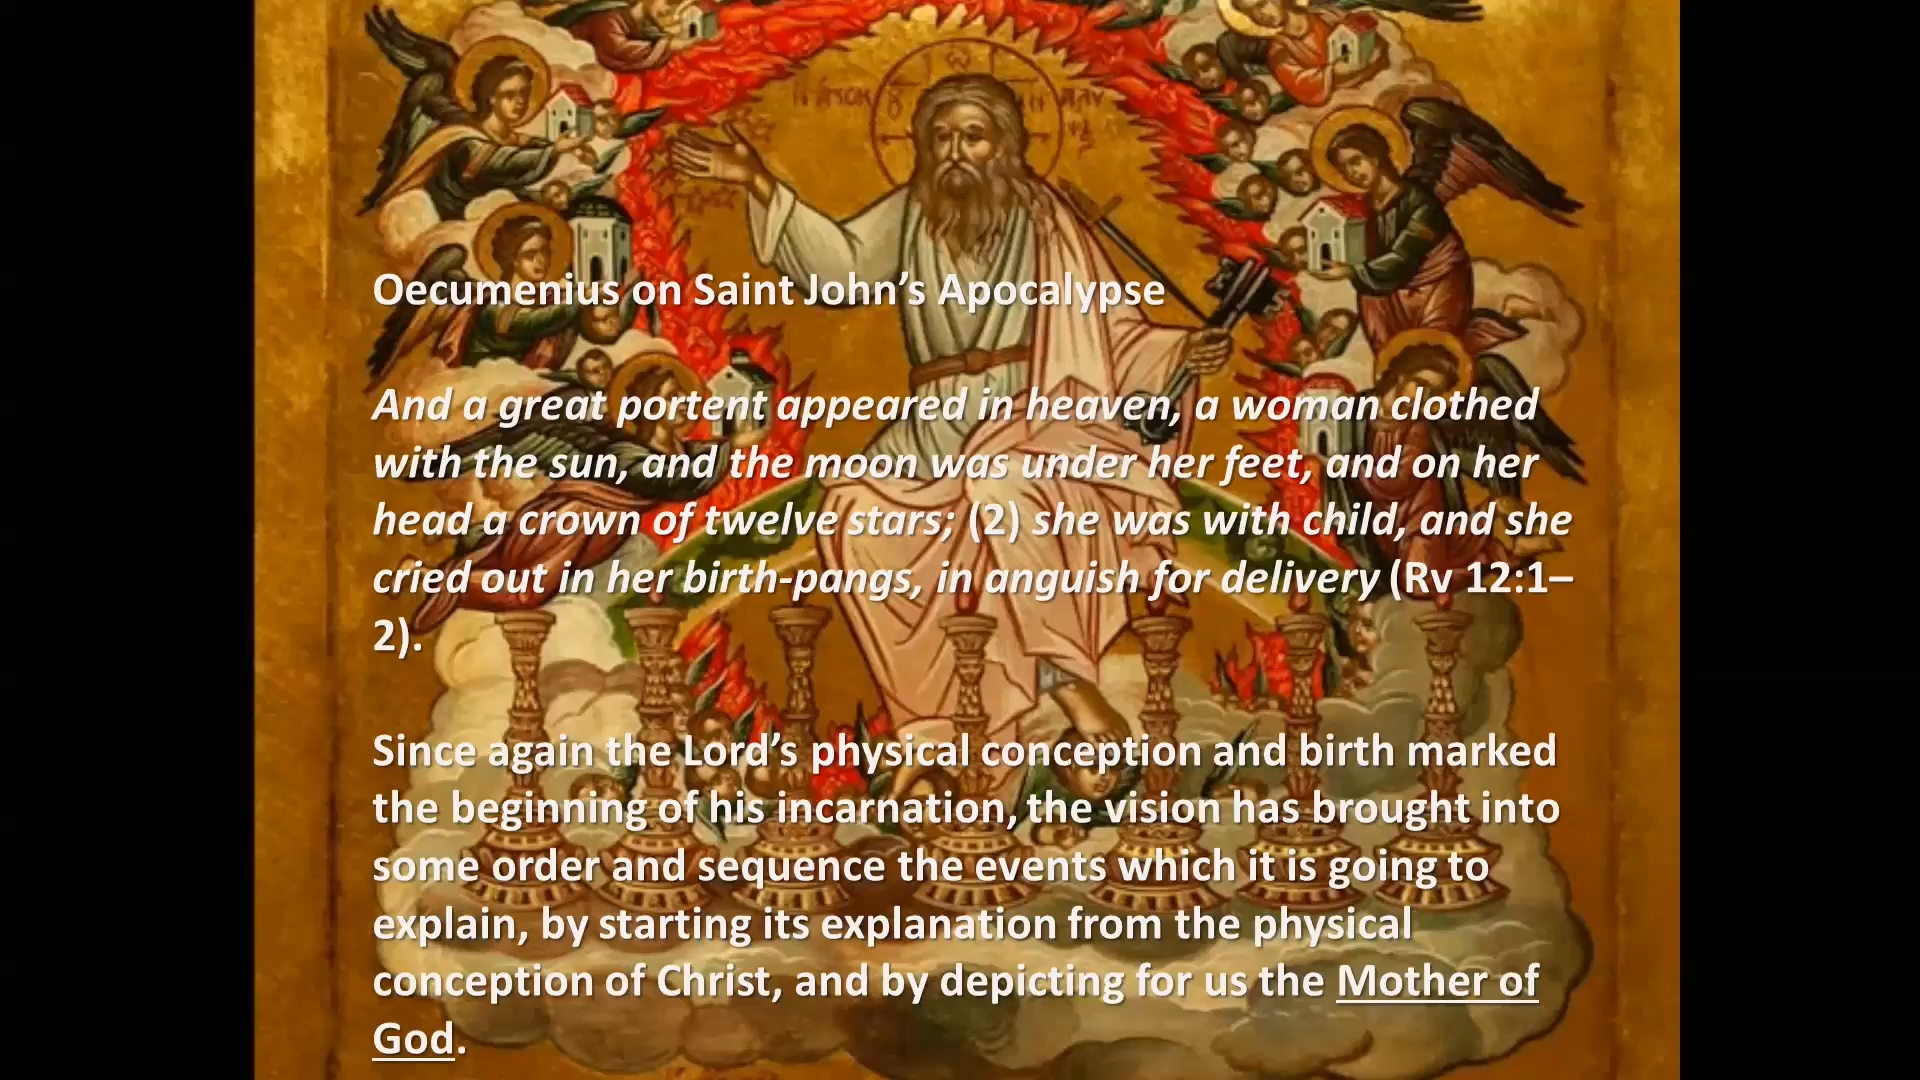 Oecumenius on Saint John’s Apocalypse
And a great portent appeared in heaven, a woman clothed
with the sun, and the moon was under her feet, and on her
head a crown of twelve stars; (2) she was with child, and she
cried out in her birth-pangs, in anguish for delivery (Rv 12:1–
2).
Since again the Lord’s physical conception and birth marked
the beginning of his incarnation, the vision has brought into
some order and sequence the events which it is going to
explain, by starting its explanation from the physical
conception of Christ, and by depicting for us the Mother of
God.